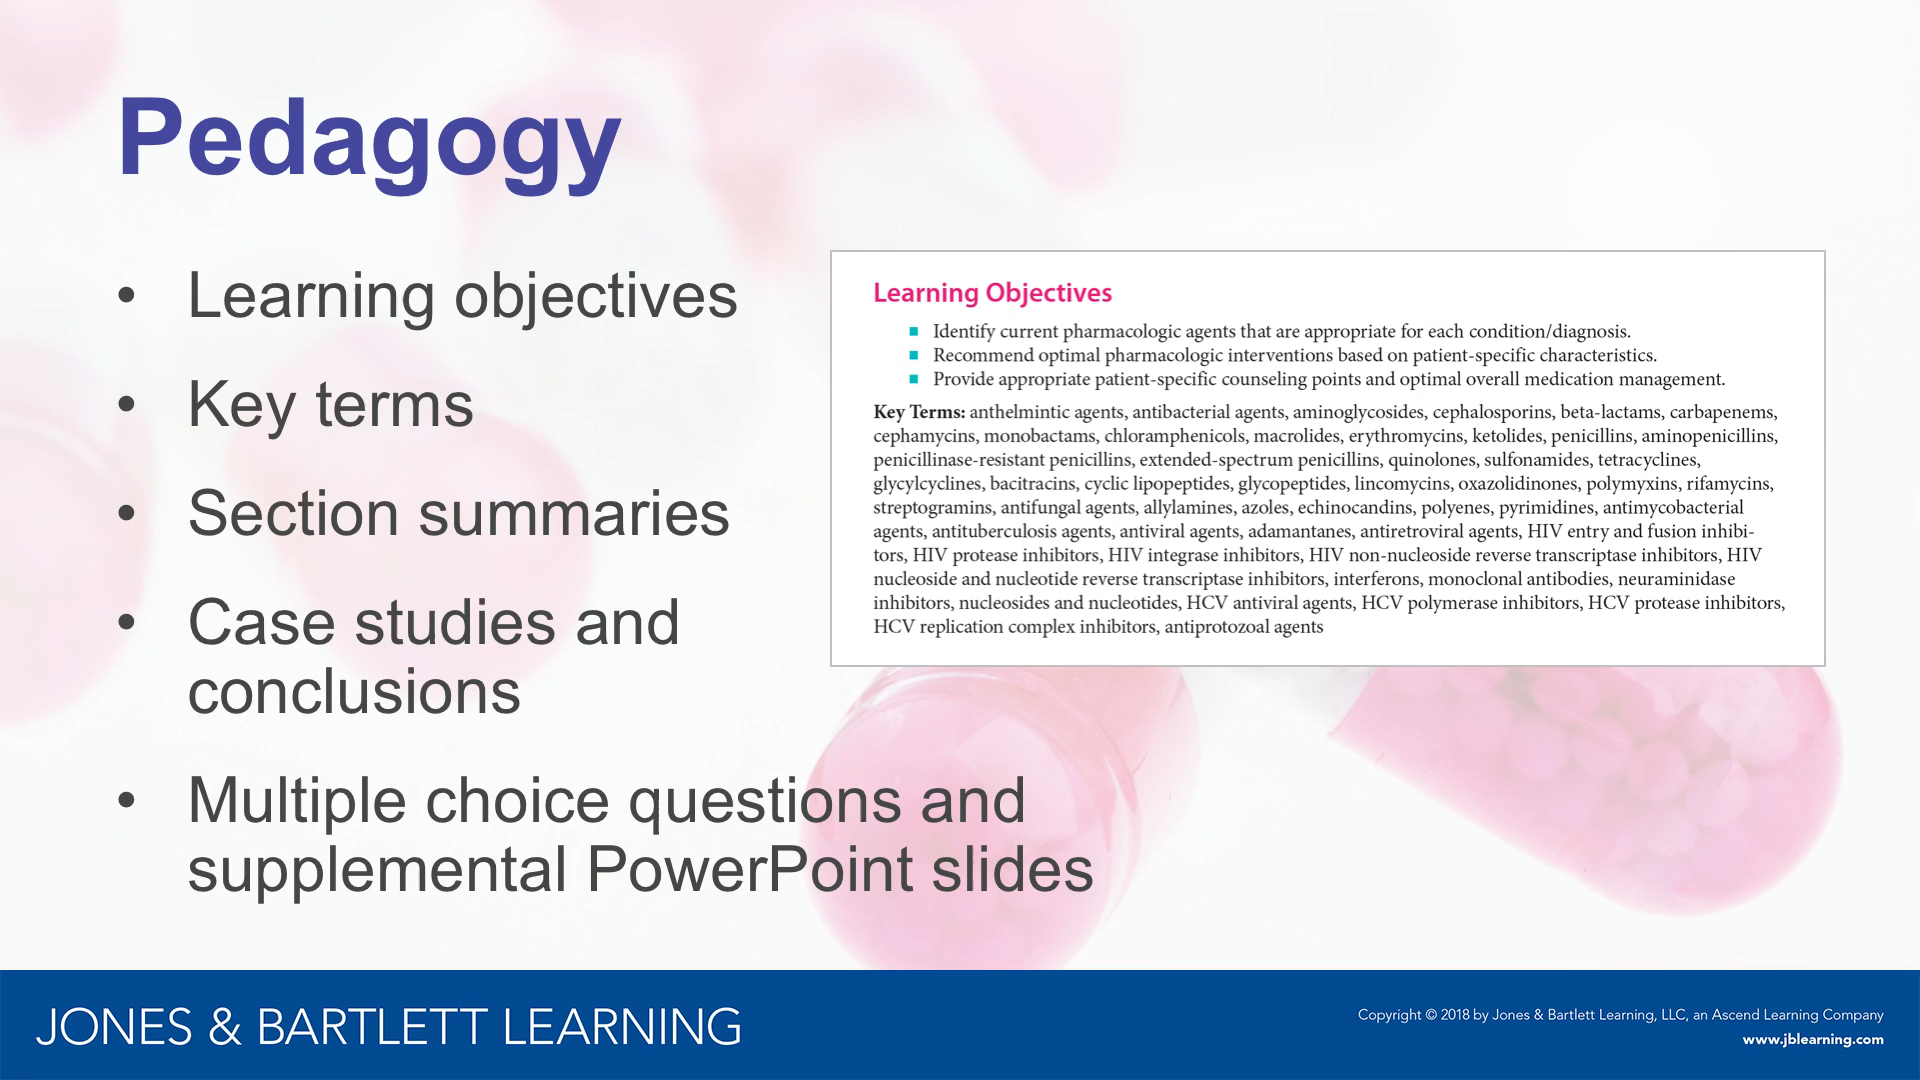 Pedagogy
• Learning objectives
• Key terms
• Section summaries
• Case studies and
conclusions
• Multiple choice questions and
supplemental PowerPoint slides
Learning Objectives
■ Identify current pharmacologic agents that are appropriate for each condition/diagnosis.
■ Recommend optimal pharmacologic interventions based on patient-specific characteristics.
■ Provide appropriate patient-specific counseling points and optimal overall medication management.
Key Terms: anthelmintic agents, antibacterial agents, aminoglycosides, cephalosporins, beta-lactams, carbapenems,
cephamycins, monobactams, chloramphenicols, macrolides, erythromycins, ketolides, penicillins, aminopenicillins,
penicillinase-resistant penicillins, extended-spectrum penicillins, quinolones, sulfonamides, tetracyclines,
glycylcyclines, bacitracins, cyclic lipopeptides, glycopeptides, lincomycins, oxazolidinones, polymyxins, rifamycins,
streptogramins, antifungal agents, allylamines, azoles, echinocandins, polyenes, pyrimidines, antimycobacterial
agents, antituberculosis agents, antiviral agents, adamantanes, antiretroviral agents, HIV entry and fusion inhibi-
tors, HIV protease inhibitors, HIV integrase inhibitors, HIV non-nucleoside reverse transcriptase inhibitors, HIV
nucleoside and nucleotide reverse transcriptase inhibitors, interferons, monoclonal antibodies, neuraminidase
inhibitors, nucleosides and nucleotides, HCV antiviral agents, HCV polymerase inhibitors, HCV protease inhibitors,
HCV replication complex inhibitors, antiprotozoal agents
JONES & BARTLETT LEARNING
Copyright © 2018 by Jones & Bartlett Learning, LLC, an Ascend Learning Company
www.jblearning.com